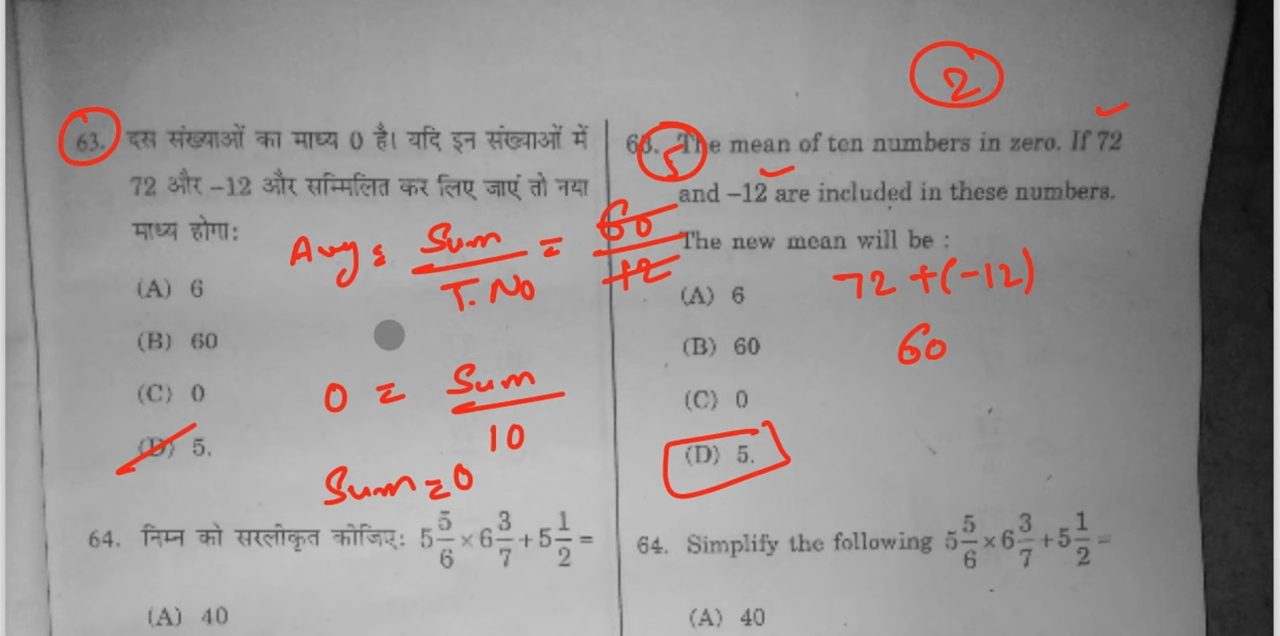 2
63. दस संख्याओं का माध्य 0 है। यदि इन संख्याओं में
72 और –12 और सम्मिलित कर लिए जाएं तो नया
माध्य होगा:
(A) 6
(B) 60
(C) 0
(D) 5.
Avg = Sum / T. No = 60 / 12
0 = Sum / 10
Sum = 0
64. निम्न को सरलीकृत कीजिए: 5 5/6 × 6 3/7 + 5 1/2 =
(A) 40
63. The mean of ten numbers in zero. If 72
5
and –12 are included in these numbers.
The new mean will be :
72 + (-12)
60
(A) 6
(B) 60
(C) 0
(D) 5.
64. Simplify the following 5 5/6 × 6 3/7 + 5 1/2 =
(A) 40